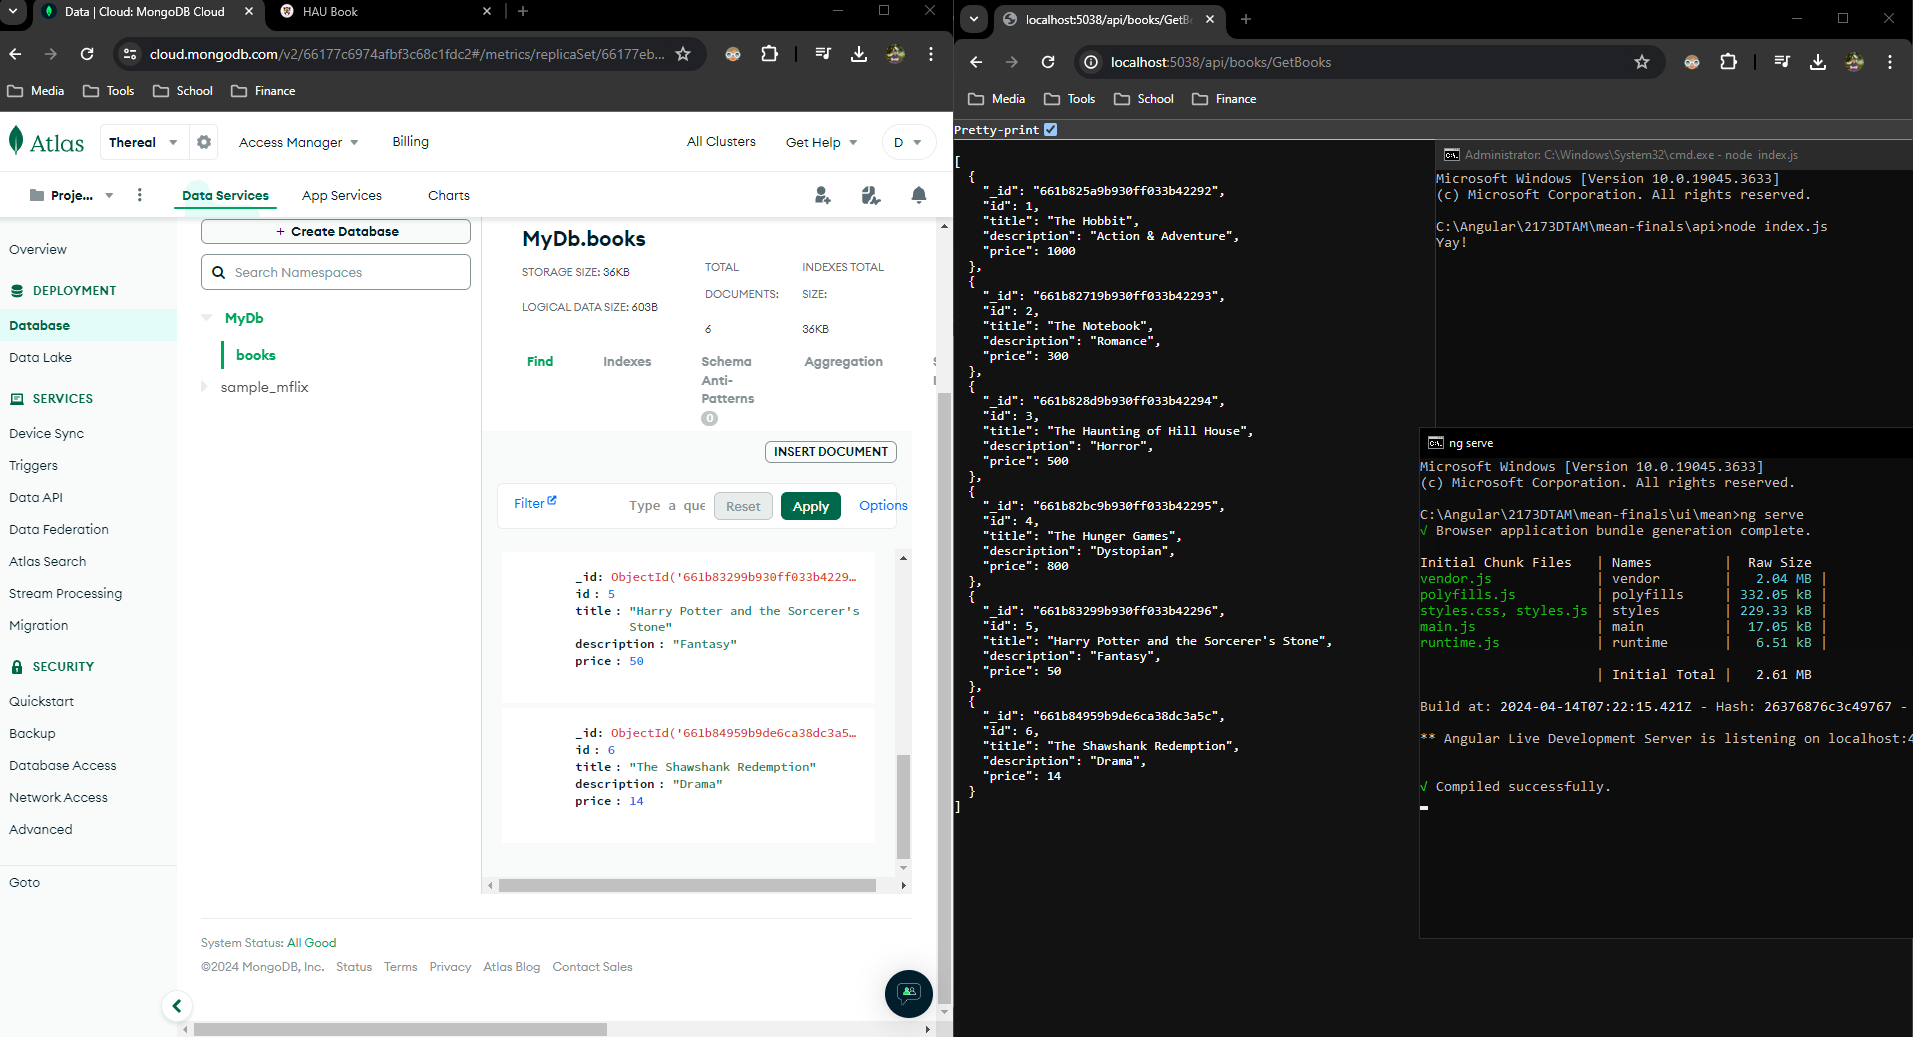 Data | Cloud: MongoDB Cloud
HAU Book
cloud.mongodb.com/v2/66177c6974afbf3c68c1fdc2#/metrics/replicaSet/66177eb...
Media Tools School Finance
Atlas
Thereal
Access Manager
Billing
All Clusters
Get Help
D
Proje...
Data Services
App Services
Charts
Overview
DEPLOYMENT
Database
Data Lake
SERVICES
Device Sync
Triggers
Data API
Data Federation
Atlas Search
Stream Processing
Migration
SECURITY
Quickstart
Backup
Database Access
Network Access
Advanced
Goto
+ Create Database
Search Namespaces
MyDb
books
sample_mflix
MyDb.books
STORAGE SIZE: 36KB
LOGICAL DATA SIZE: 603B
TOTAL
DOCUMENTS:
6
INDEXES TOTAL
SIZE:
36KB
Find
Indexes
Schema
Anti-
Patterns
0
Aggregation
INSERT DOCUMENT
Filter
Type a que
Reset
Apply
Options
_id: ObjectId('661b83299b930ff033b4229…
id: 5
title: "Harry Potter and the Sorcerer's
Stone"
description: "Fantasy"
price: 50
_id: ObjectId('661b84959b9de6ca38dc3a5…
id: 6
title: "The Shawshank Redemption"
description: "Drama"
price: 14
System Status: All Good
©2024 MongoDB, Inc. Status Terms Privacy Atlas Blog Contact Sales
localhost:5038/api/books/GetB
localhost:5038/api/books/GetBooks
Media Tools School Finance
Pretty-print
[
{
"_id": "661b825a9b930ff033b42292",
"id": 1,
"title": "The Hobbit",
"description": "Action & Adventure",
"price": 1000
},
{
"_id": "661b82719b930ff033b42293",
"id": 2,
"title": "The Notebook",
"description": "Romance",
"price": 300
},
{
"_id": "661b828d9b930ff033b42294",
"id": 3,
"title": "The Haunting of Hill House",
"description": "Horror",
"price": 500
},
{
"_id": "661b82bc9b930ff033b42295",
"id": 4,
"title": "The Hunger Games",
"description": "Dystopian",
"price": 800
},
{
"_id": "661b83299b930ff033b42296",
"id": 5,
"title": "Harry Potter and the Sorcerer's Stone",
"description": "Fantasy",
"price": 50
},
{
"_id": "661b84959b9de6ca38dc3a5c",
"id": 6,
"title": "The Shawshank Redemption",
"description": "Drama",
"price": 14
}
]
Administrator: C:\Windows\System32\cmd.exe - node index.js
Microsoft Windows [Version 10.0.19045.3633]
(c) Microsoft Corporation. All rights reserved.
C:\Angular\2173DTAM\mean-finals\api>node index.js
Yay!
ng serve
Microsoft Windows [Version 10.0.19045.3633]
(c) Microsoft Corporation. All rights reserved.
C:\Angular\2173DTAM\mean-finals\ui\mean>ng serve
√ Browser application bundle generation complete.
Initial Chunk Files | Names | Raw Size
vendor.js | vendor | 2.04 MB |
polyfills.js | polyfills | 332.05 kB |
styles.css, styles.js | styles | 229.33 kB |
main.js | main | 17.05 kB |
runtime.js | runtime | 6.51 kB |
| Initial Total | 2.61 MB
Build at: 2024-04-14T07:22:15.421Z - Hash: 26376876c3c49767 -
** Angular Live Development Server is listening on localhost:4
√ Compiled successfully.